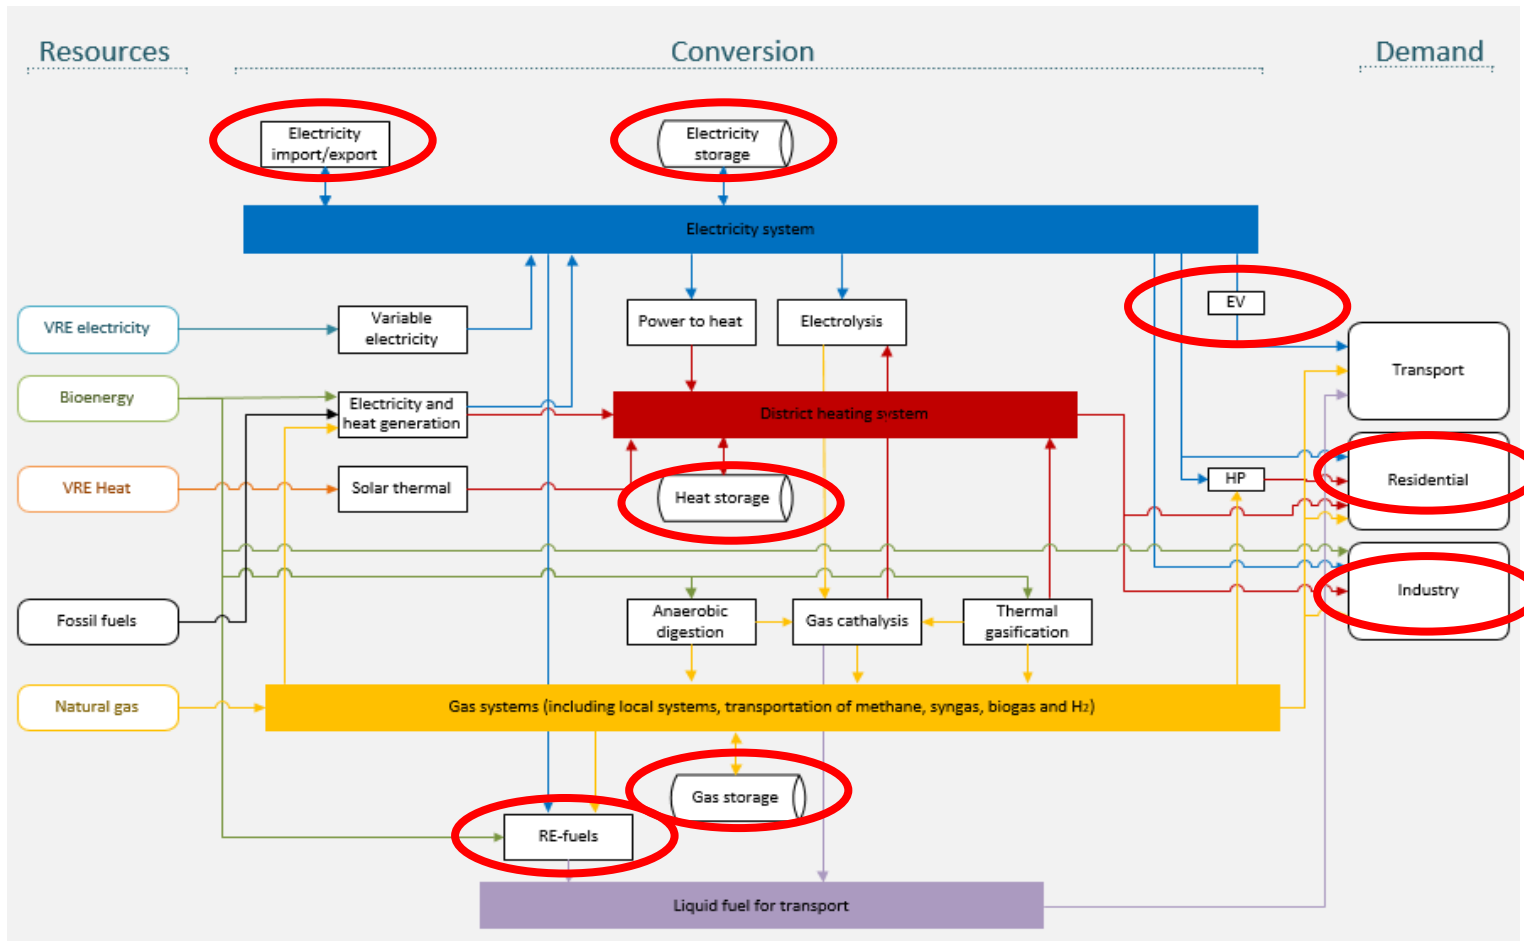 Resources
Conversion
Demand
Electricity
import/export
Electricity
storage
Electricity system
EV
VRE electricity
Variable
electricity
Power to heat
Electrolysis
Transport
Bioenergy
Electricity and
heat generation
District heating system
VRE Heat
Solar thermal
Heat storage
HP
Residential
Fossil fuels
Anaerobic
digestion
Gas cathalysis
Thermal
gasification
Industry
Natural gas
Gas systems (including local systems, transportation of methane, syngas, biogas and H2)
Gas storage
RE-fuels
Liquid fuel for transport